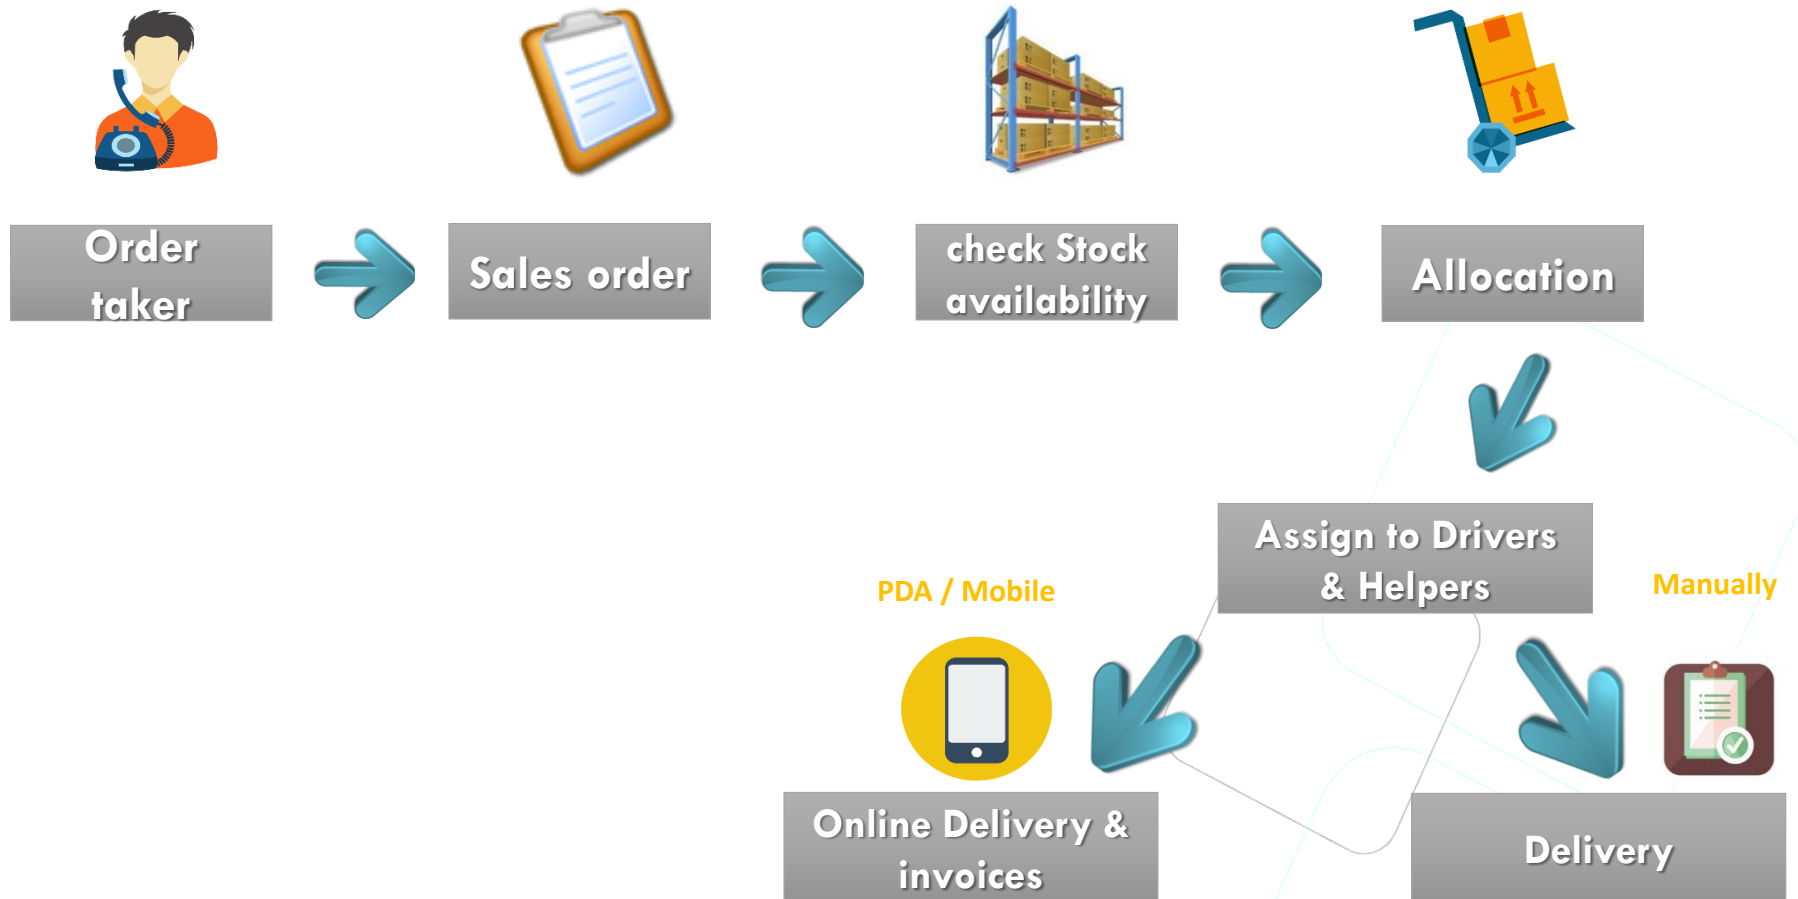 Order
taker
Sales order
check Stock
availability
Allocation
Assign to Drivers
& Helpers
PDA / Mobile
Manually
Online Delivery &
invoices
Delivery